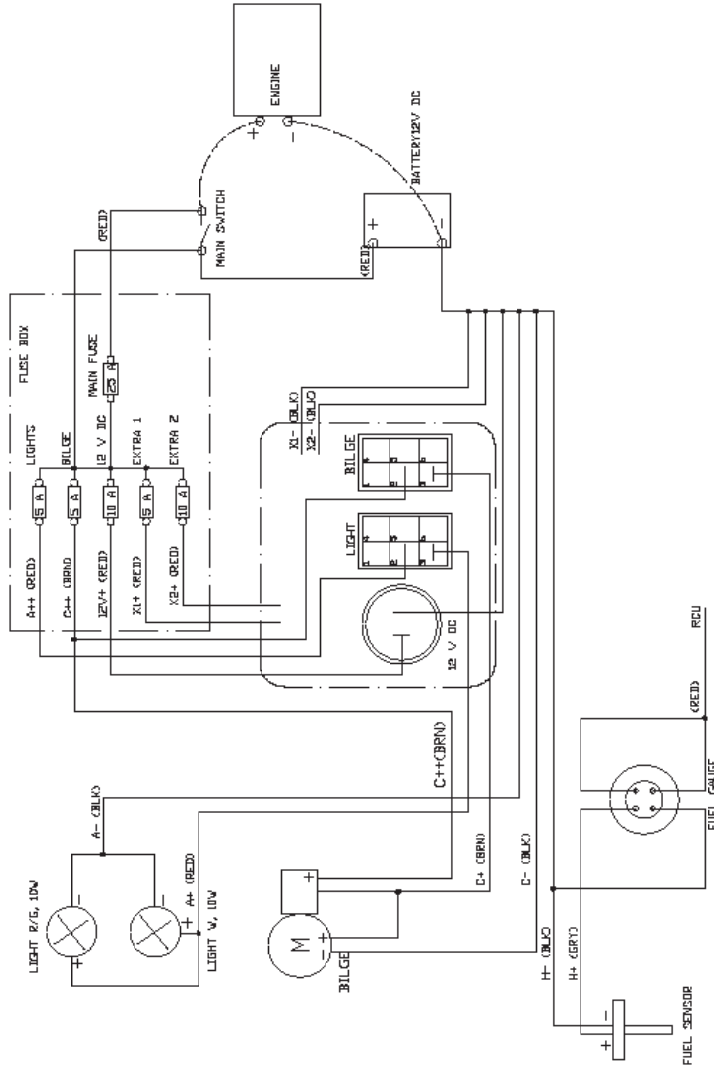 ENGINE
+
-
BATTERY12V DC
+
-
(RED)
MAIN SWITCH
(RED)
FUSE BOX
MAIN FUSE
25 A
LIGHTS
BILGE
12 V DC
EXTRA 1
EXTRA 2
5 A
5 A
10 A
5 A
10 A
A++ (RED)
C++ (BRN)
12V+ (RED)
X1+ (RED)
X2+ (RED)
X1- (BLK)
X2- (BLK)
BILGE
LIGHT
12 V DC
C++(BRN)
A- (BLK)
A+ (RED)
LIGHT R/G, 10W
+
-
LIGHT W, 10W
+
-
M
+
+
-
BILGE
C+ (BRN)
C- (BLK)
H- (BLK)
H+ (GRY)
(RED)
RCU
FUEL GAUGE
+
-
FUEL SENSOR